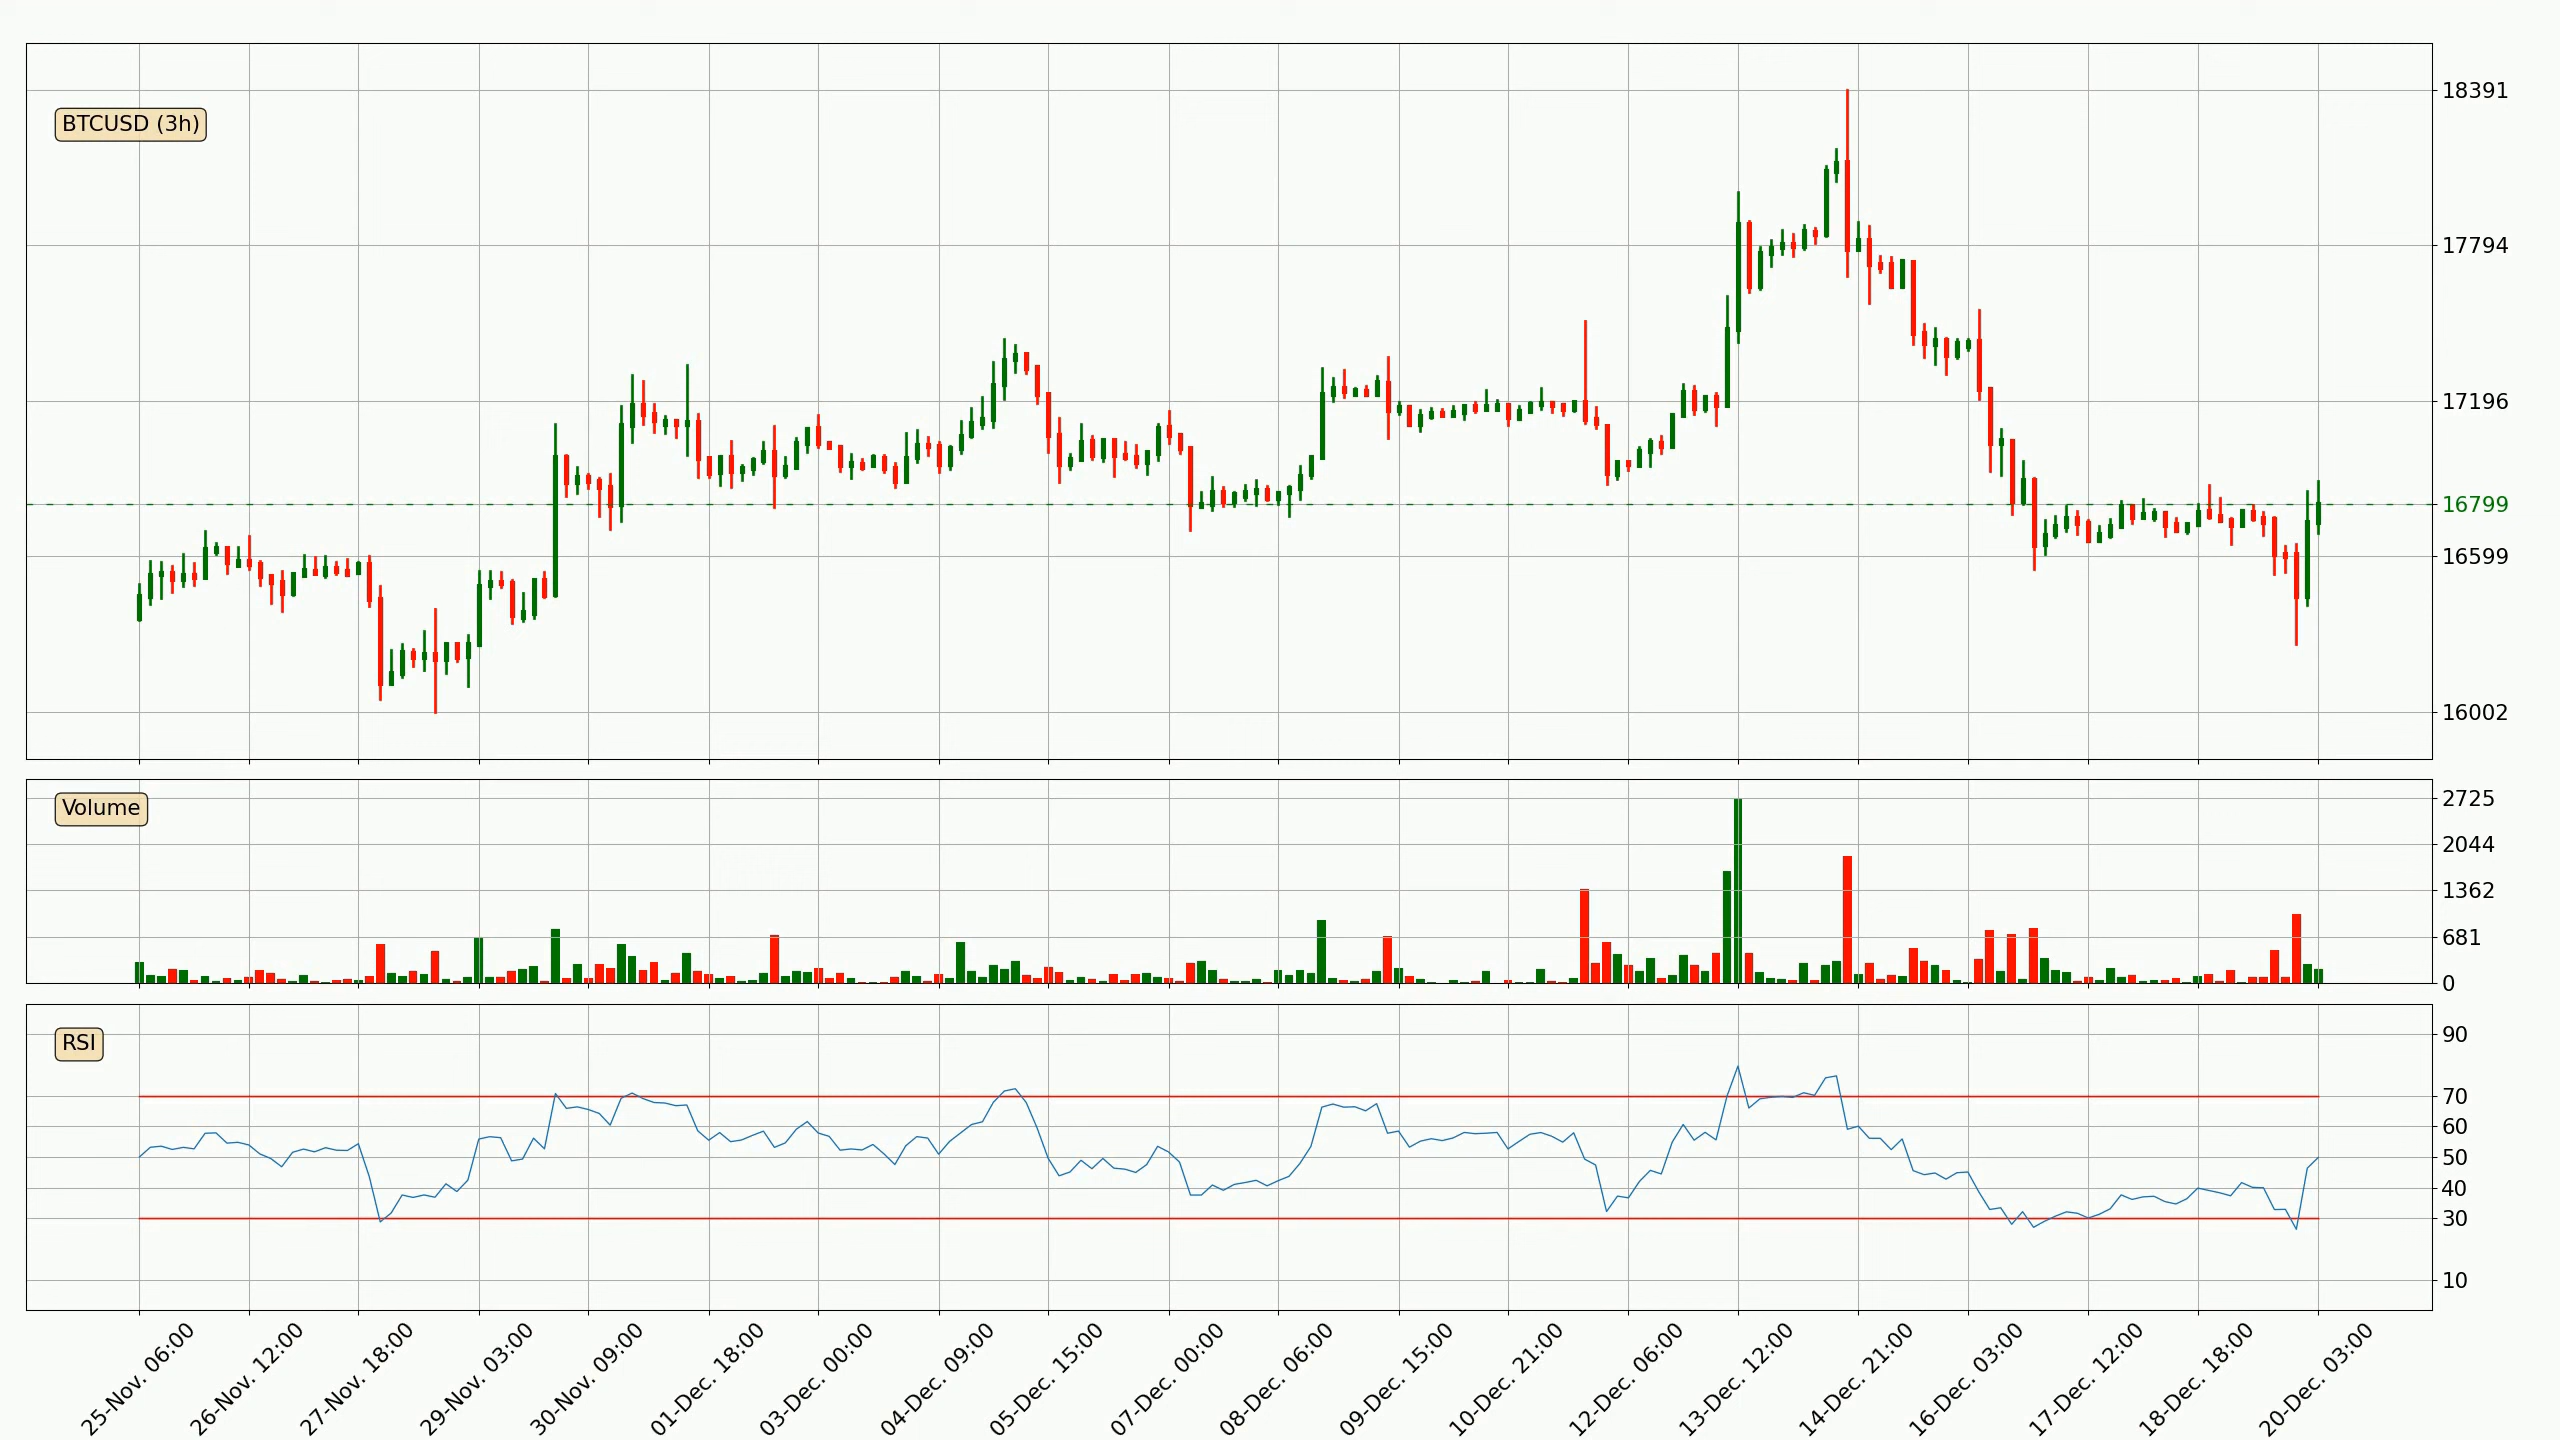 BTCUSD (3h)
18391
17794
17196
16799
16599
16002
Volume
2725
2044
1362
681
0
RSI
90
70
60
50
40
30
10
25-Nov. 06:00
26-Nov. 12:00
27-Nov. 18:00
29-Nov. 03:00
30-Nov. 09:00
01-Dec. 18:00
03-Dec. 00:00
04-Dec. 09:00
05-Dec. 15:00
07-Dec. 00:00
08-Dec. 06:00
09-Dec. 15:00
10-Dec. 21:00
12-Dec. 06:00
13-Dec. 12:00
14-Dec. 21:00
16-Dec. 03:00
17-Dec. 12:00
18-Dec. 18:00
20-Dec. 03:00